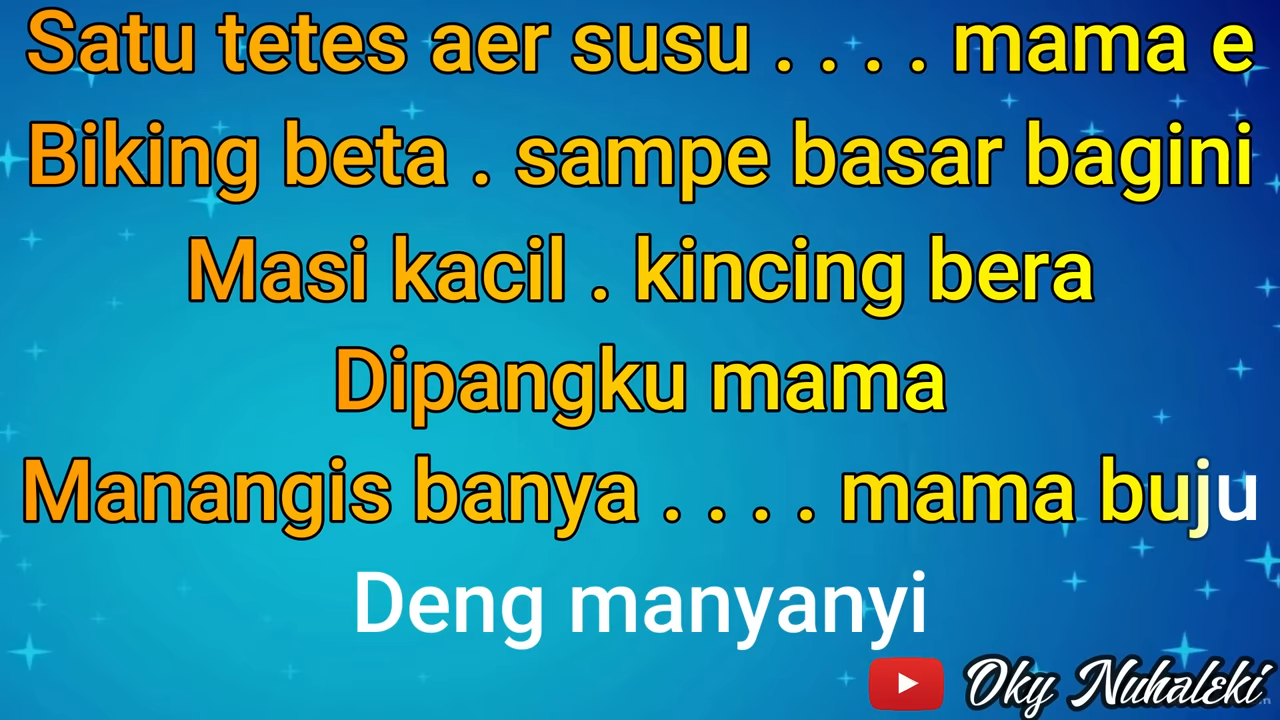 Satu tetes aer susu . . . . mama e
Biking beta . sampe basar bagini
Masi kacil . kincing bera
Dipangku mama
Manangis banya . . . . mama buju
Deng manyanyi
Oky Nuhaleki